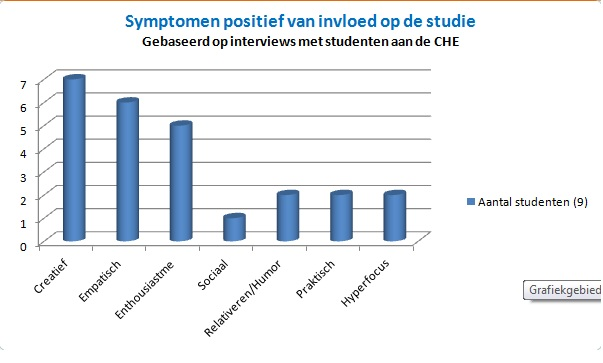 Symptomen positief van invloed op de studie
Gebaseerd op interviews met studenten aan de CHE
7
6
5
4
3
2
1
0
Creatief
Empatisch
Enthousiastme
Sociaal
Relativeren/Humor
Praktisch
Hyperfocus
Aantal studenten (9)
Grafiekgebied